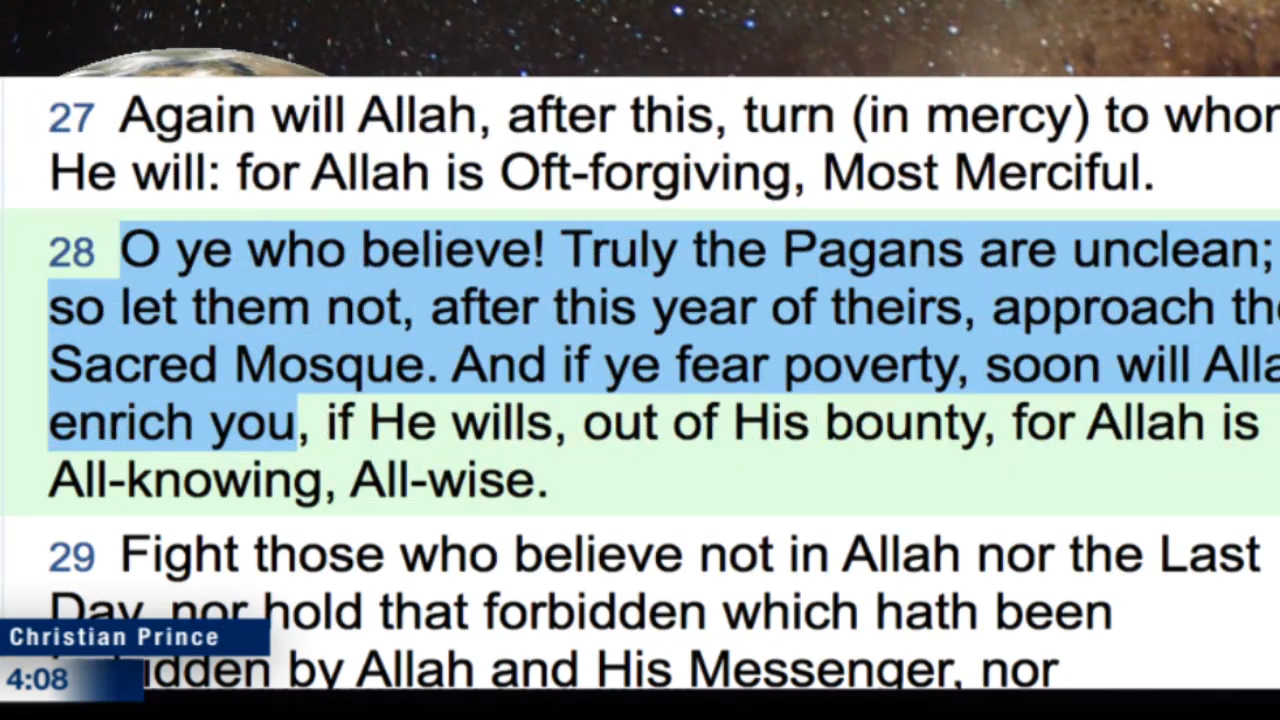 27 Again will Allah, after this, turn (in mercy) to
He will: for Allah is Oft-forgiving, Most Merciful.
28 O ye who believe! Truly the Pagans are unclean;
so let them not, after this year of theirs, approach
Sacred Mosque. And if ye fear poverty, soon will
enrich you, if He wills, out of His bounty, for Allah is
All-knowing, All-wise.
29 Fight those who believe not in Allah nor the Last
Day, nor hold that forbidden which hath been
by Allah and His Messenger, nor
Christian Prince
4:08